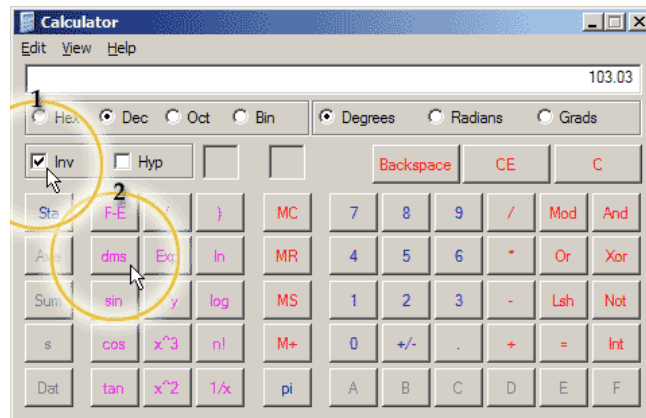 Calculator
Edit View Help
103.03
1
Hex Dec Oct Bin Degrees Radians Grads
Inv Hyp Backspace CE C
2
Sta F-E ( ) MC 7 8 9 / Mod And
Ave dms Exp ln MR 4 5 6 * Or Xor
Sum sin y log MS 1 2 3 - Lsh Not
s cos x^3 n! M+ 0 +/- . + = Int
Dat tan x^2 1/x pi A B C D E F